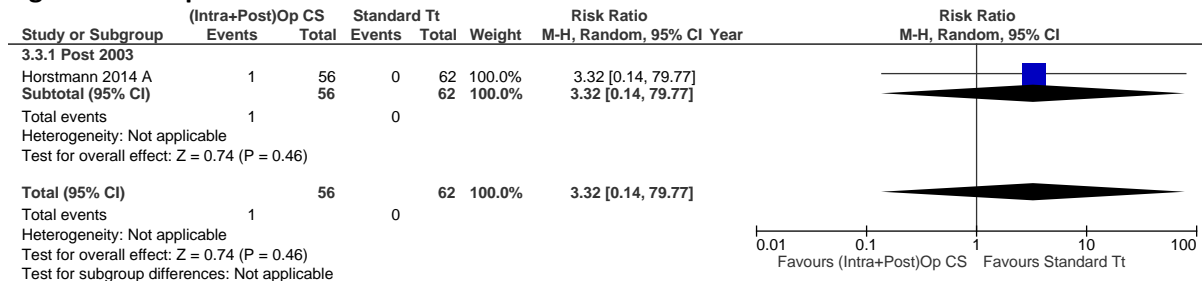 (Intra+Post)Op CS Standard Tt Risk Ratio Risk Ratio
Study or Subgroup Events Total Events Total Weight M-H, Random, 95% CI Year M-H, Random, 95% CI
3.3.1 Post 2003
Horstmann 2014 A 1 56 0 62 100.0% 3.32 [0.14, 79.77]
Subtotal (95% CI) 56 62 100.0% 3.32 [0.14, 79.77]
Total events 1 0
Heterogeneity: Not applicable
Test for overall effect: Z = 0.74 (P = 0.46)
Total (95% CI) 56 62 100.0% 3.32 [0.14, 79.77]
Total events 1 0
Heterogeneity: Not applicable
Test for overall effect: Z = 0.74 (P = 0.46)
Test for subgroup differences: Not applicable
0.01 0.1 1 10 100
Favours (Intra+Post)Op CS Favours Standard Tt